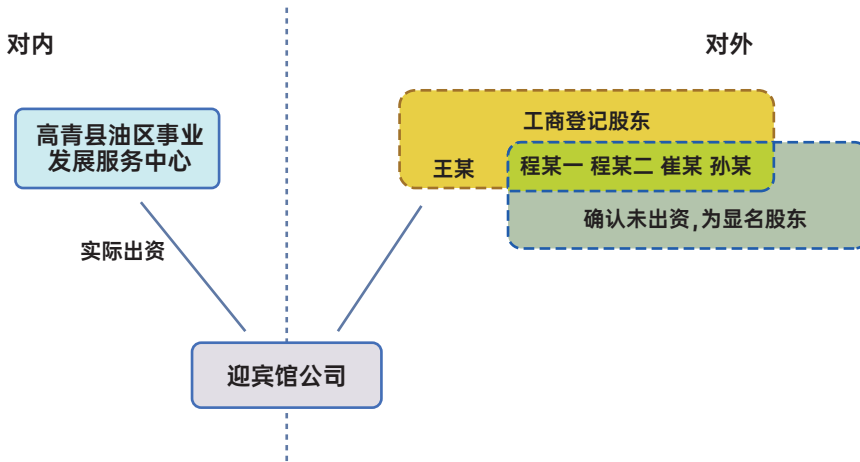 对内
对外
高青县油区事业
发展服务中心
工商登记股东
王某
程某一 程某二 崔某 孙某
确认未出资,为显名股东
实际出资
迎宾馆公司